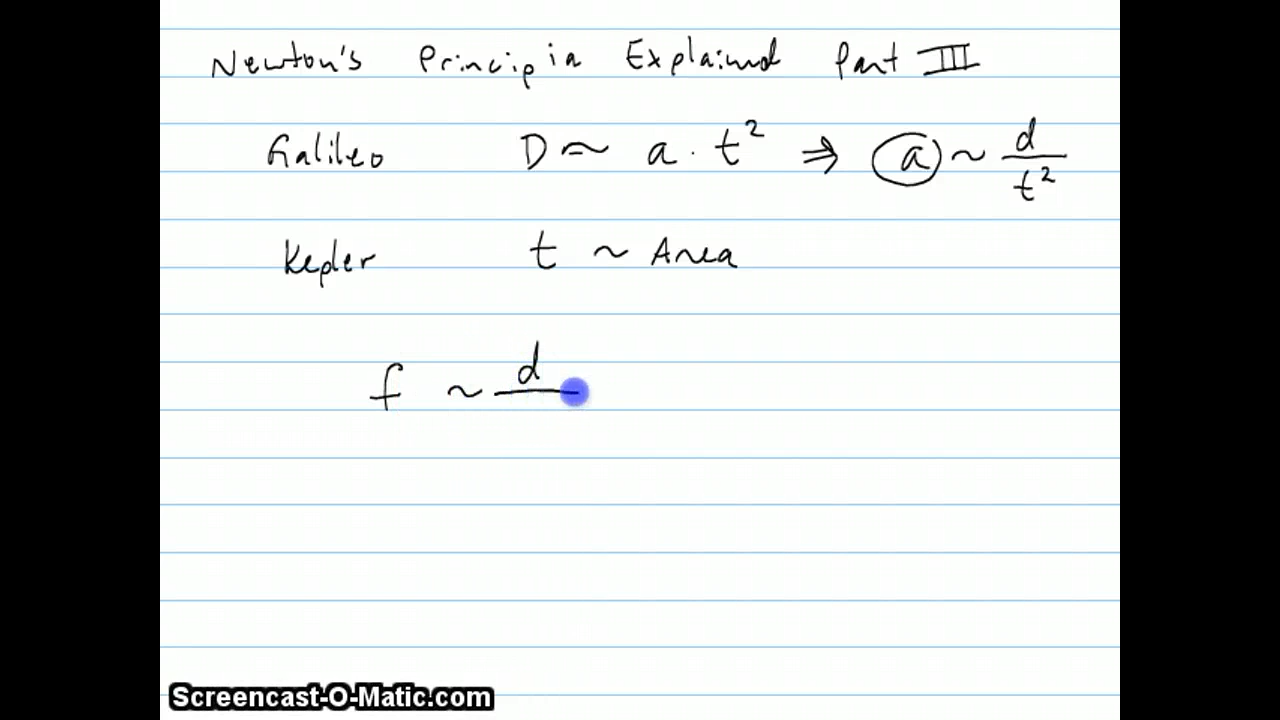 Newton's Principia Explained Part III
Galileo D ≈ a · t² ⇒ a ~ d/t²
Kepler t ~ Area
f ~ d
Screencast-O-Matic.com